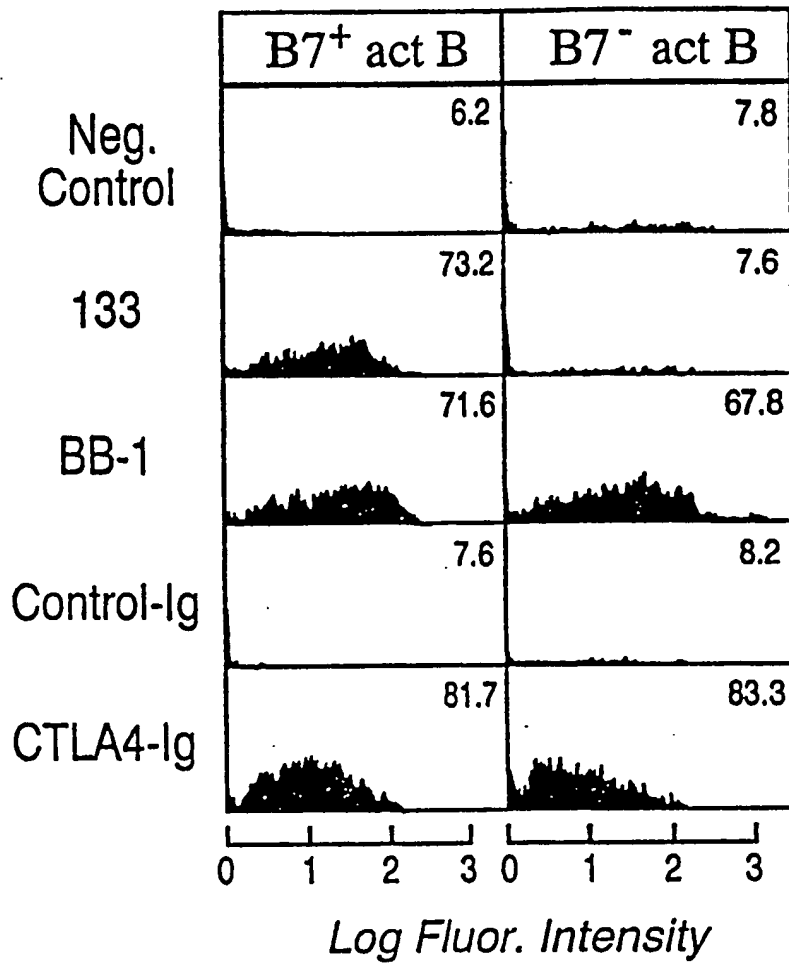 B7⁺ act B B7⁻ act B
Neg. Control 6.2 7.8
133 73.2 7.6
BB-1 71.6 67.8
Control-Ig 7.6 8.2
CTLA4-Ig 81.7 83.3
0 1 2 3 0 1 2 3
Log Fluor. Intensity